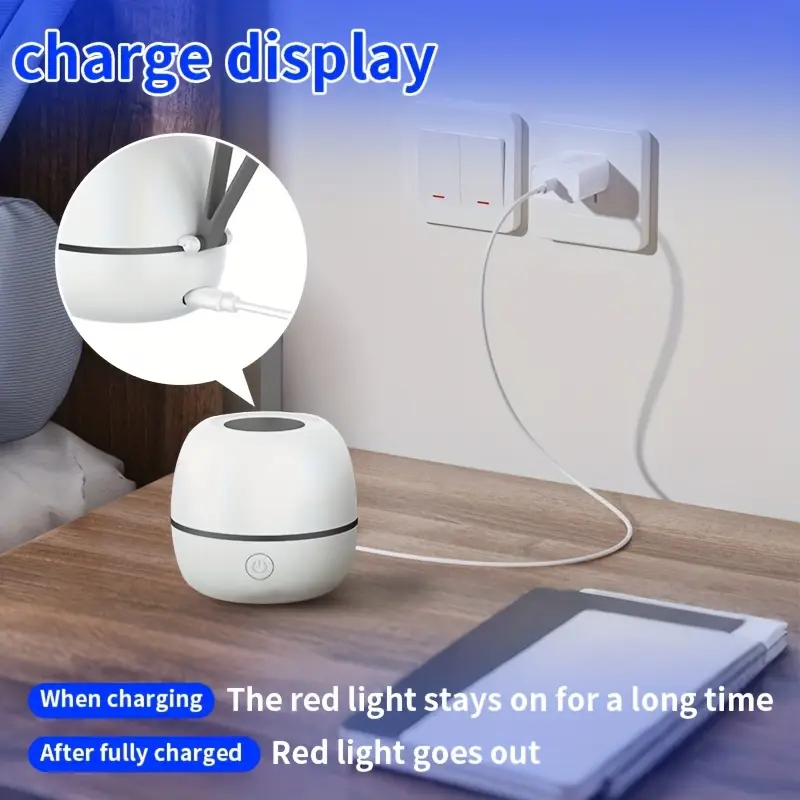 charge display
When charging The red light stays on for a long time
After fully charged Red light goes out